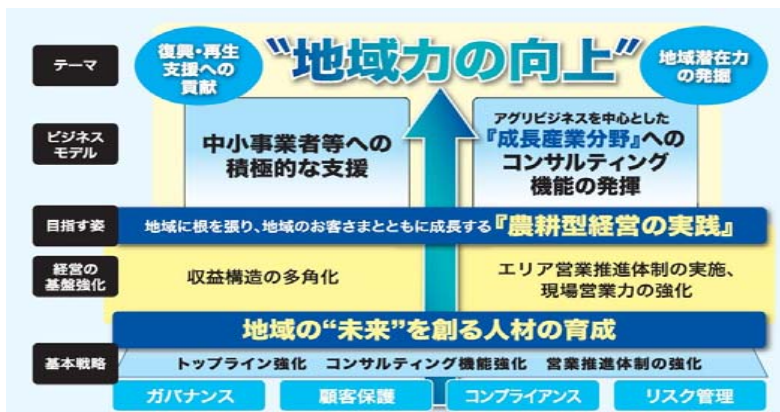 テーマ
復興・再生
支援への
貢献
“地域力の向上”
地域潜在力
の発掘
ビジネス
モデル
中小事業者等への
積極的な支援
アグリビジネスを中心とした
『成長産業分野』への
コンサルティング
機能の発揮
目指す姿
地域に根を張り、地域のお客さまとともに成長する『農耕型経営の実践』
経営の
基盤強化
収益構造の多角化
エリア営業推進体制の実施、
現場営業力の強化
地域の“未来”を創る人材の育成
基本戦略
トップライン強化 コンサルティング機能強化 営業推進体制の強化
ガバナンス 顧客保護 コンプライアンス リスク管理